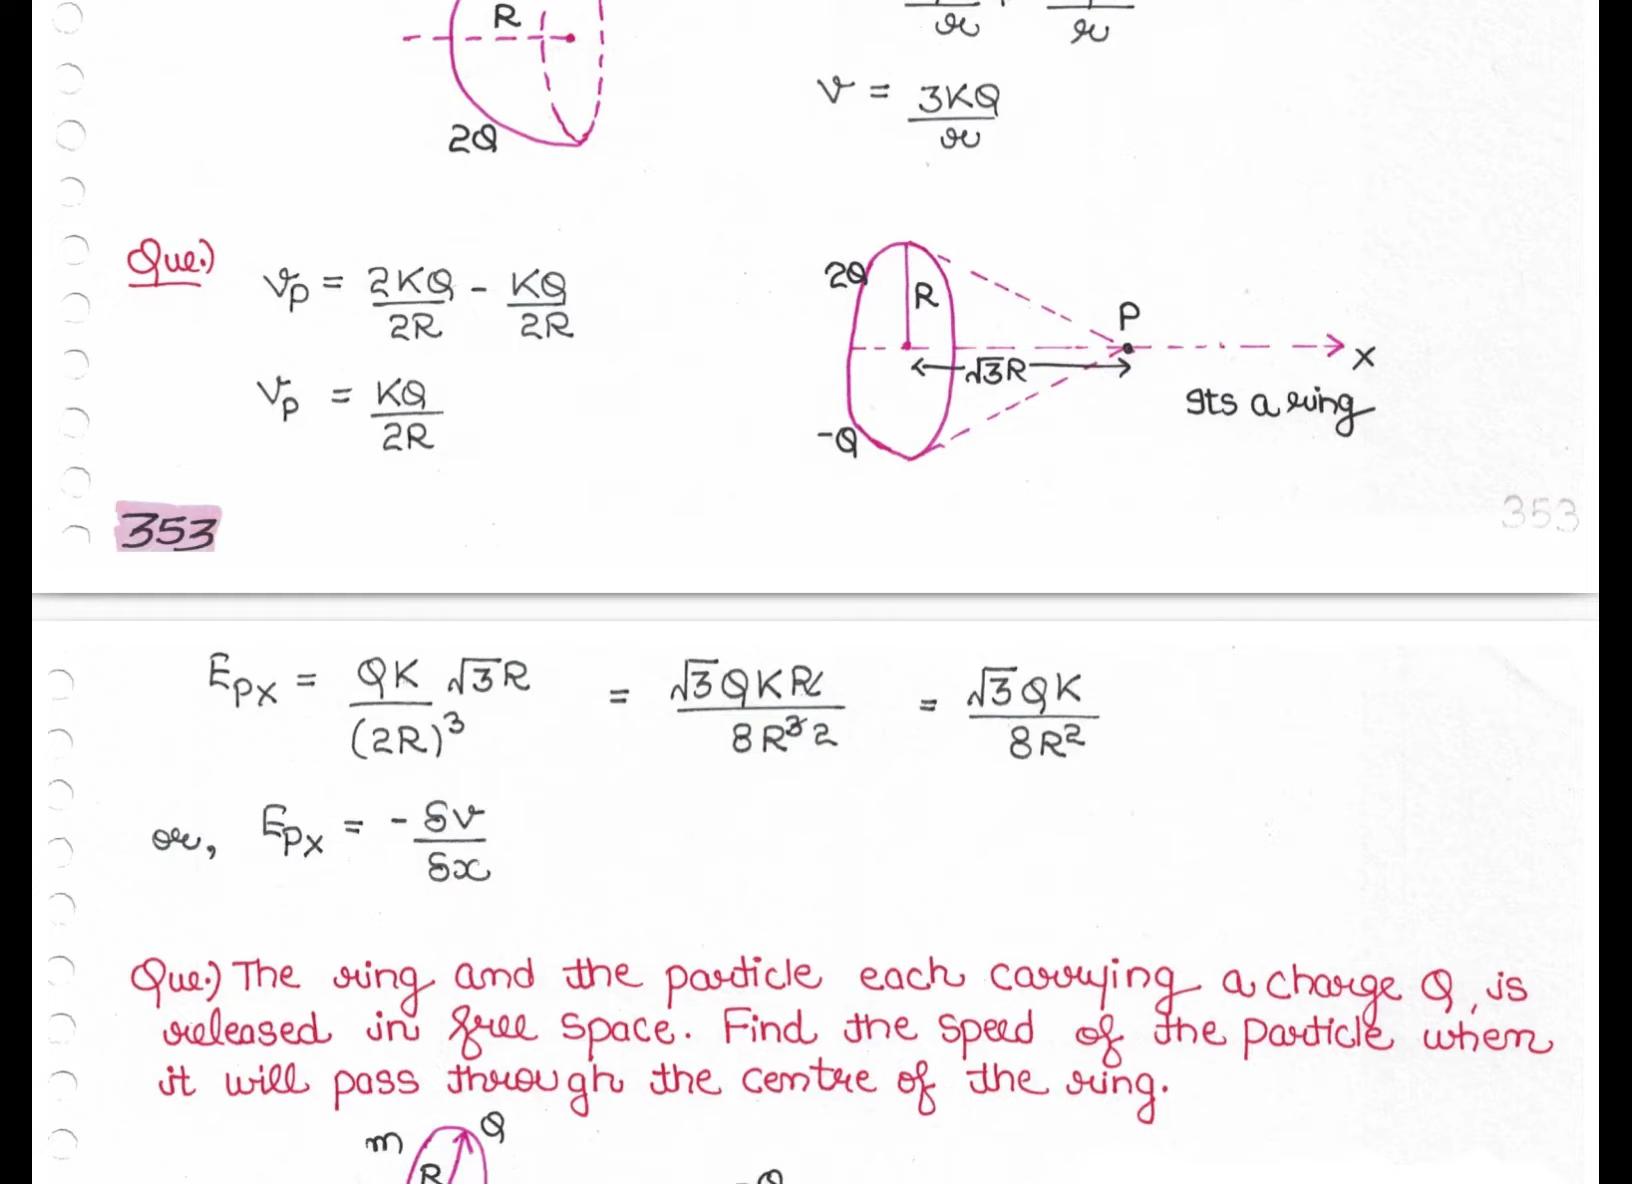 R
2Q
r r
V = 3KQ / r
Que.) Vp = 2KQ / 2R - KQ / 2R
Vp = KQ / 2R
2Q
R
P
√3R
x
-Q
Its a ring
353
353
EPX = QK √3R / (2R)³ = √3QKR / 8R³ 2 = √3QK / 8R²
or, EPX = - δv / δx
Que.) The ring and the particle each carrying a charge Q, is
released in free space. Find the speed of the particle when
it will pass through the centre of the ring.
m Q
R
Q